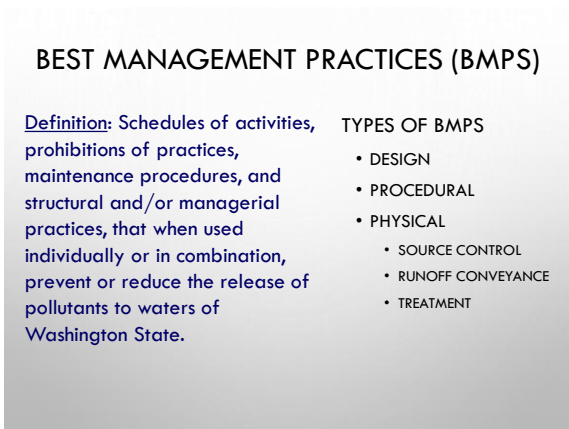 BEST MANAGEMENT PRACTICES (BMPS)
Definition: Schedules of activities,
prohibitions of practices,
maintenance procedures, and
structural and/or managerial
practices, that when used
individually or in combination,
prevent or reduce the release of
pollutants to waters of
Washington State.
TYPES OF BMPS
• DESIGN
• PROCEDURAL
• PHYSICAL
• SOURCE CONTROL
• RUNOFF CONVEYANCE
• TREATMENT